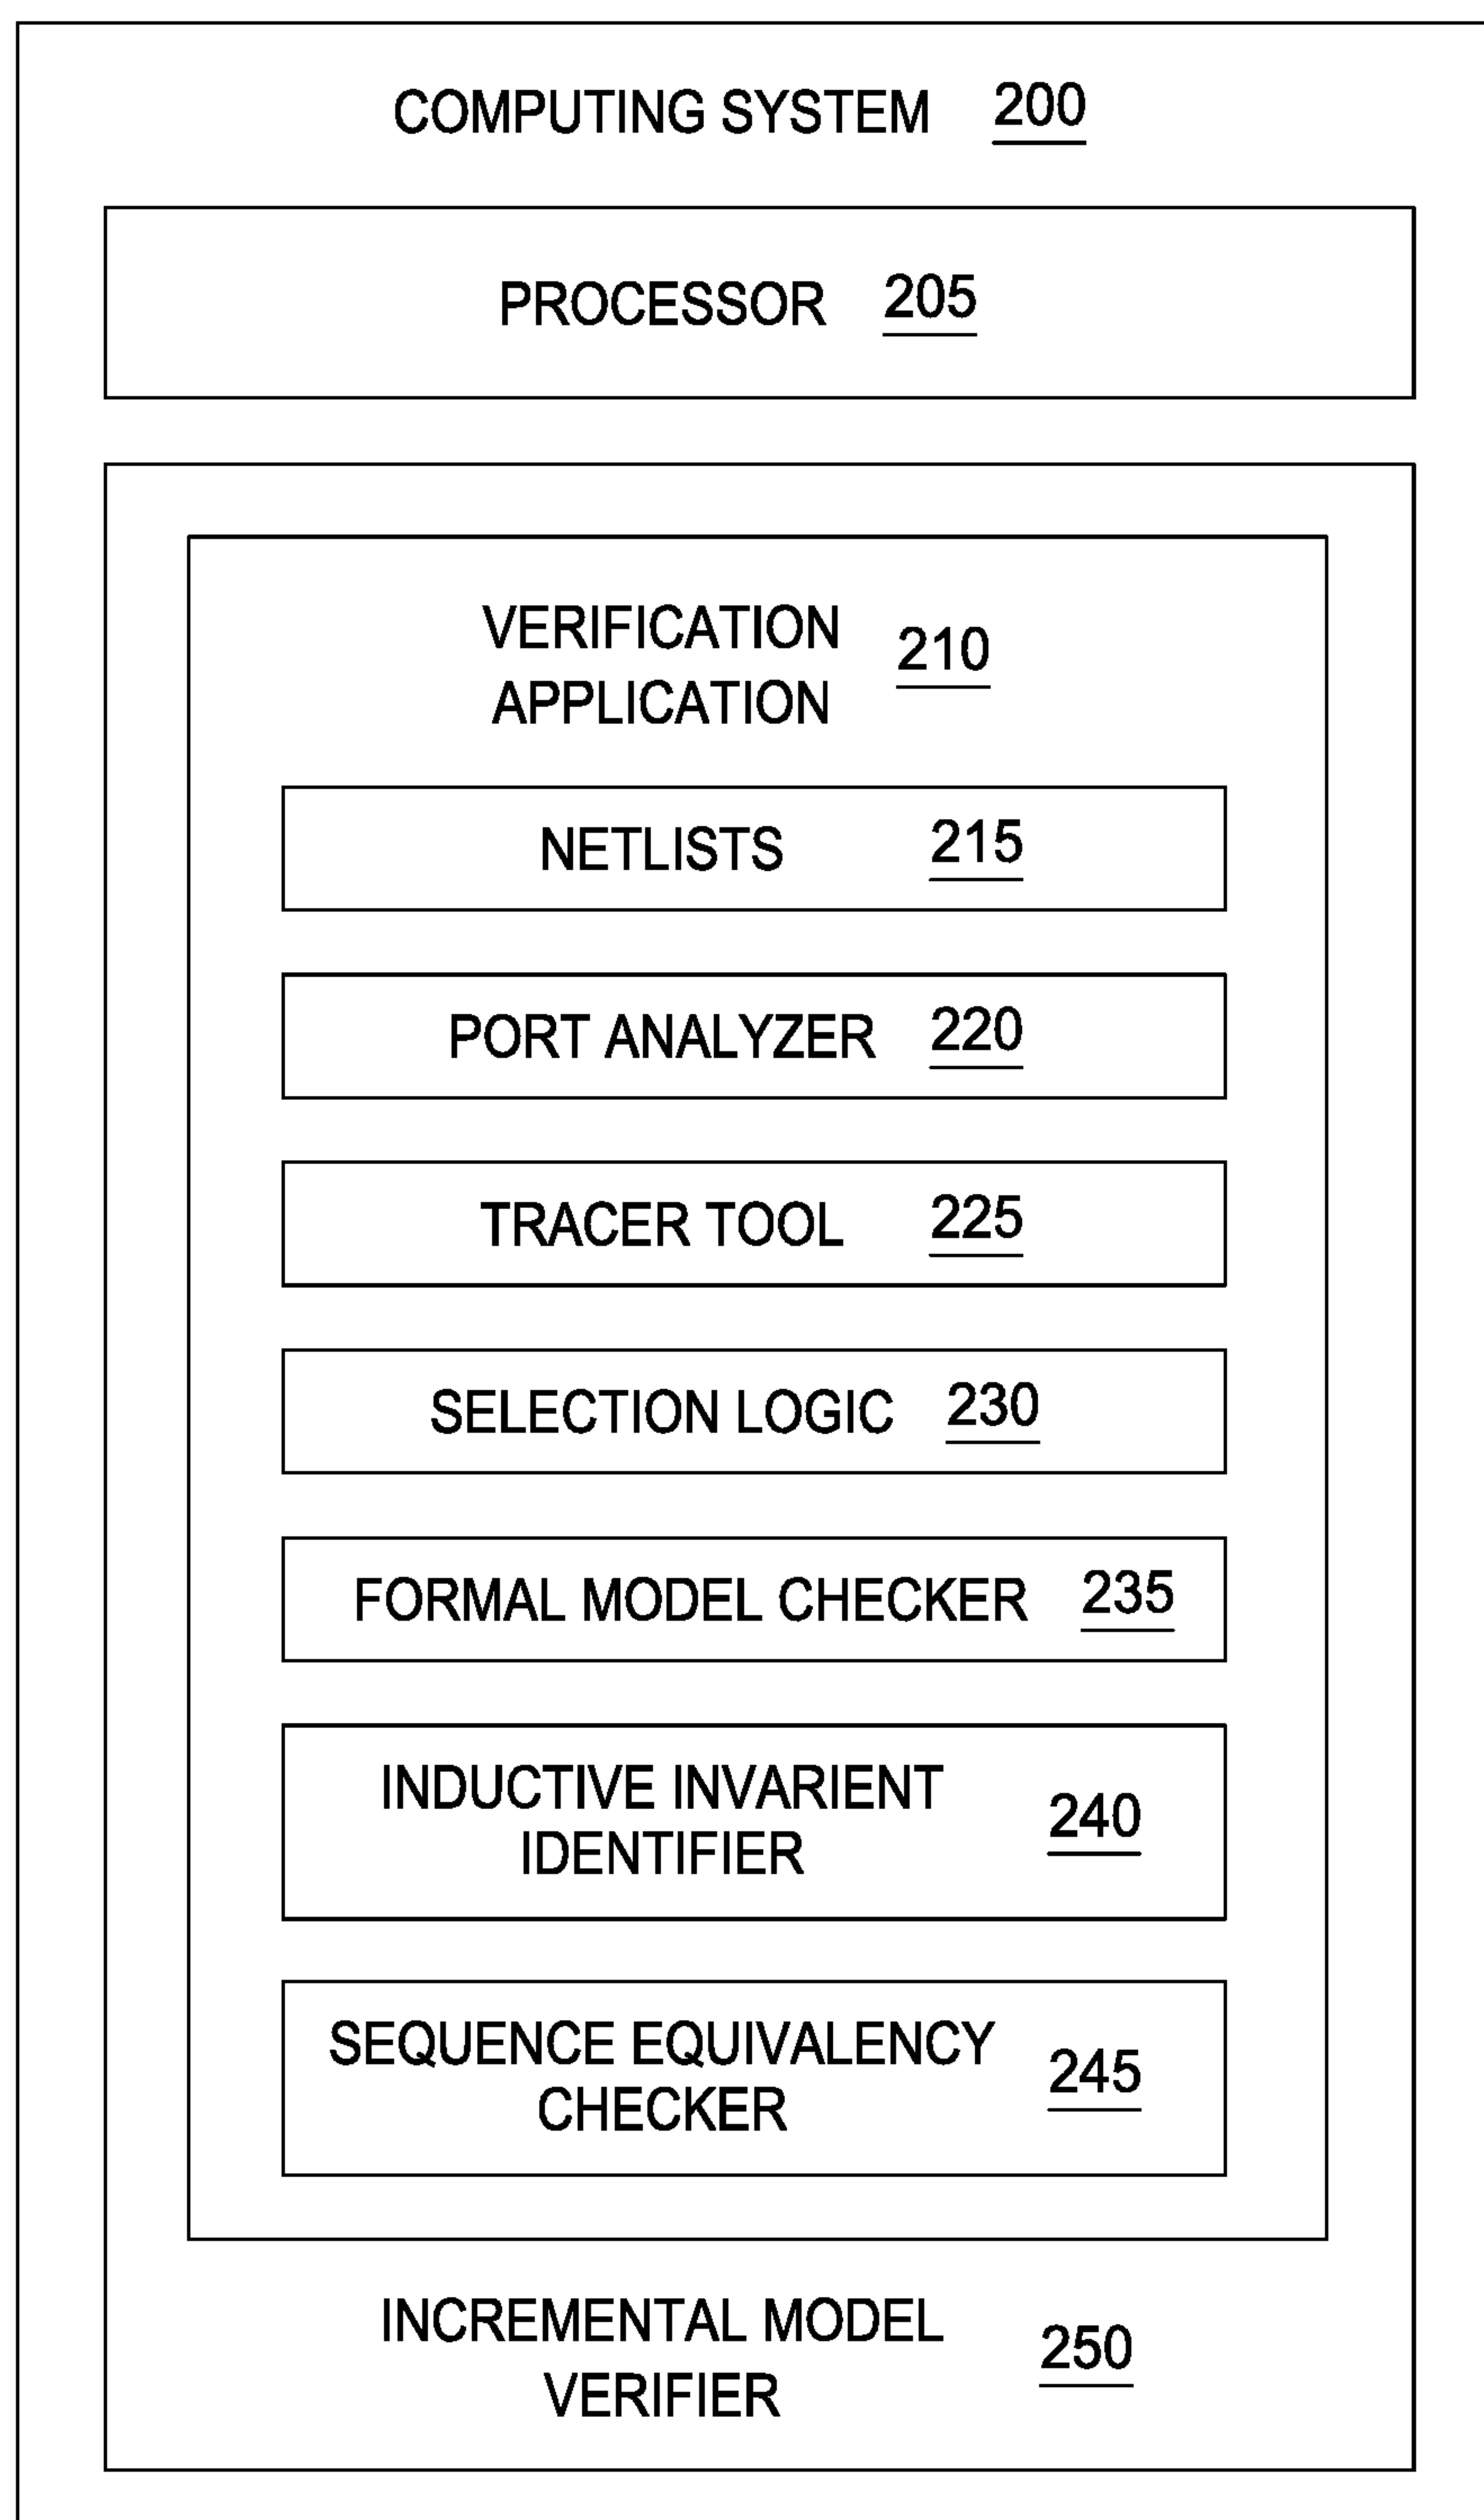 COMPUTING SYSTEM 200
PROCESSOR 205
VERIFICATION
APPLICATION 210
NETLISTS 215
PORT ANALYZER 220
TRACER TOOL 225
SELECTION LOGIC 230
FORMAL MODEL CHECKER 235
INDUCTIVE INVARIENT
IDENTIFIER 240
SEQUENCE EQUIVALENCY
CHECKER 245
INCREMENTAL MODEL
VERIFIER 250